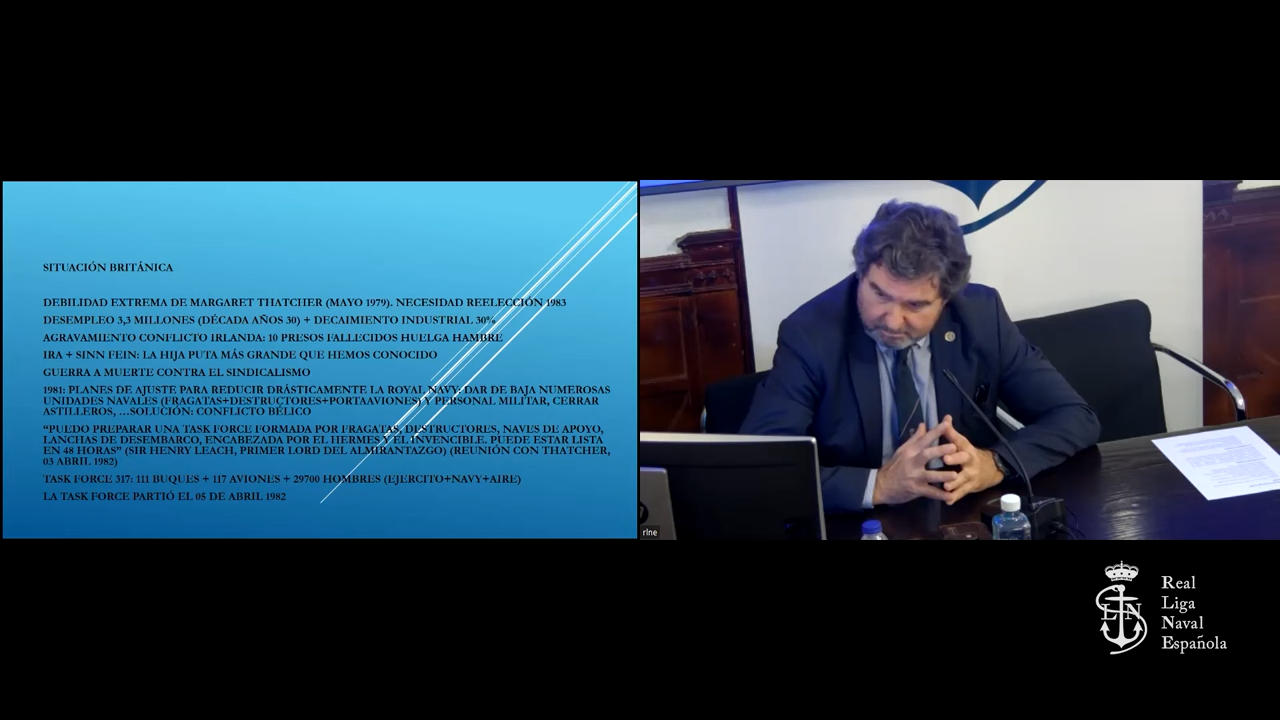 SITUACIÓN BRITÁNICA
DEBILIDAD EXTREMA DE MARGARET THATCHER (MAYO 1979). NECESIDAD REELECCIÓN 1983
DESEMPLEO 3,3 MILLONES (DÉCADA AÑOS 30) + DECAIMIENTO INDUSTRIAL 30%
AGRAVAMIENTO CONFLICTO IRLANDA: 10 PRESOS FALLECIDOS HUELGA HAMBRE
IRA + SINN FEIN: LA HIJA PUTA MÁS GRANDE QUE HEMOS CONOCIDO
GUERRA A MUERTE CONTRA EL SINDICALISMO
1981: PLANES DE AJUSTE PARA REDUCIR DRÁSTICAMENTE LA ROYAL NAVY: DAR DE BAJA NUMEROSAS
UNIDADES NAVALES (FRAGATAS+DESTRUCTORES+PORTAAVIONES) Y PERSONAL MILITAR, CERRAR
ASTILLEROS, ...SOLUCIÓN: CONFLICTO BÉLICO
"PUEDO PREPARAR UNA TASK FORCE FORMADA POR FRAGATAS, DESTRUCTORES, NAVES DE APOYO,
LANCHAS DE DESEMBARCO, ENCABEZADA POR EL HERMES Y EL INVENCIBLE. PUEDE ESTAR LISTA
EN 48 HORAS" (SIR HENRY LEACH, PRIMER LORD DEL ALMIRANTAZGO) (REUNIÓN CON THATCHER,
03 ABRIL 1982)
TASK FORCE 317: 111 BUQUES + 117 AVIONES + 29700 HOMBRES (EJERCITO+NAVY+AIRE)
LA TASK FORCE PARTIÓ EL 05 DE ABRIL 1982
rlne
LN
Real
Liga
Naval
Española